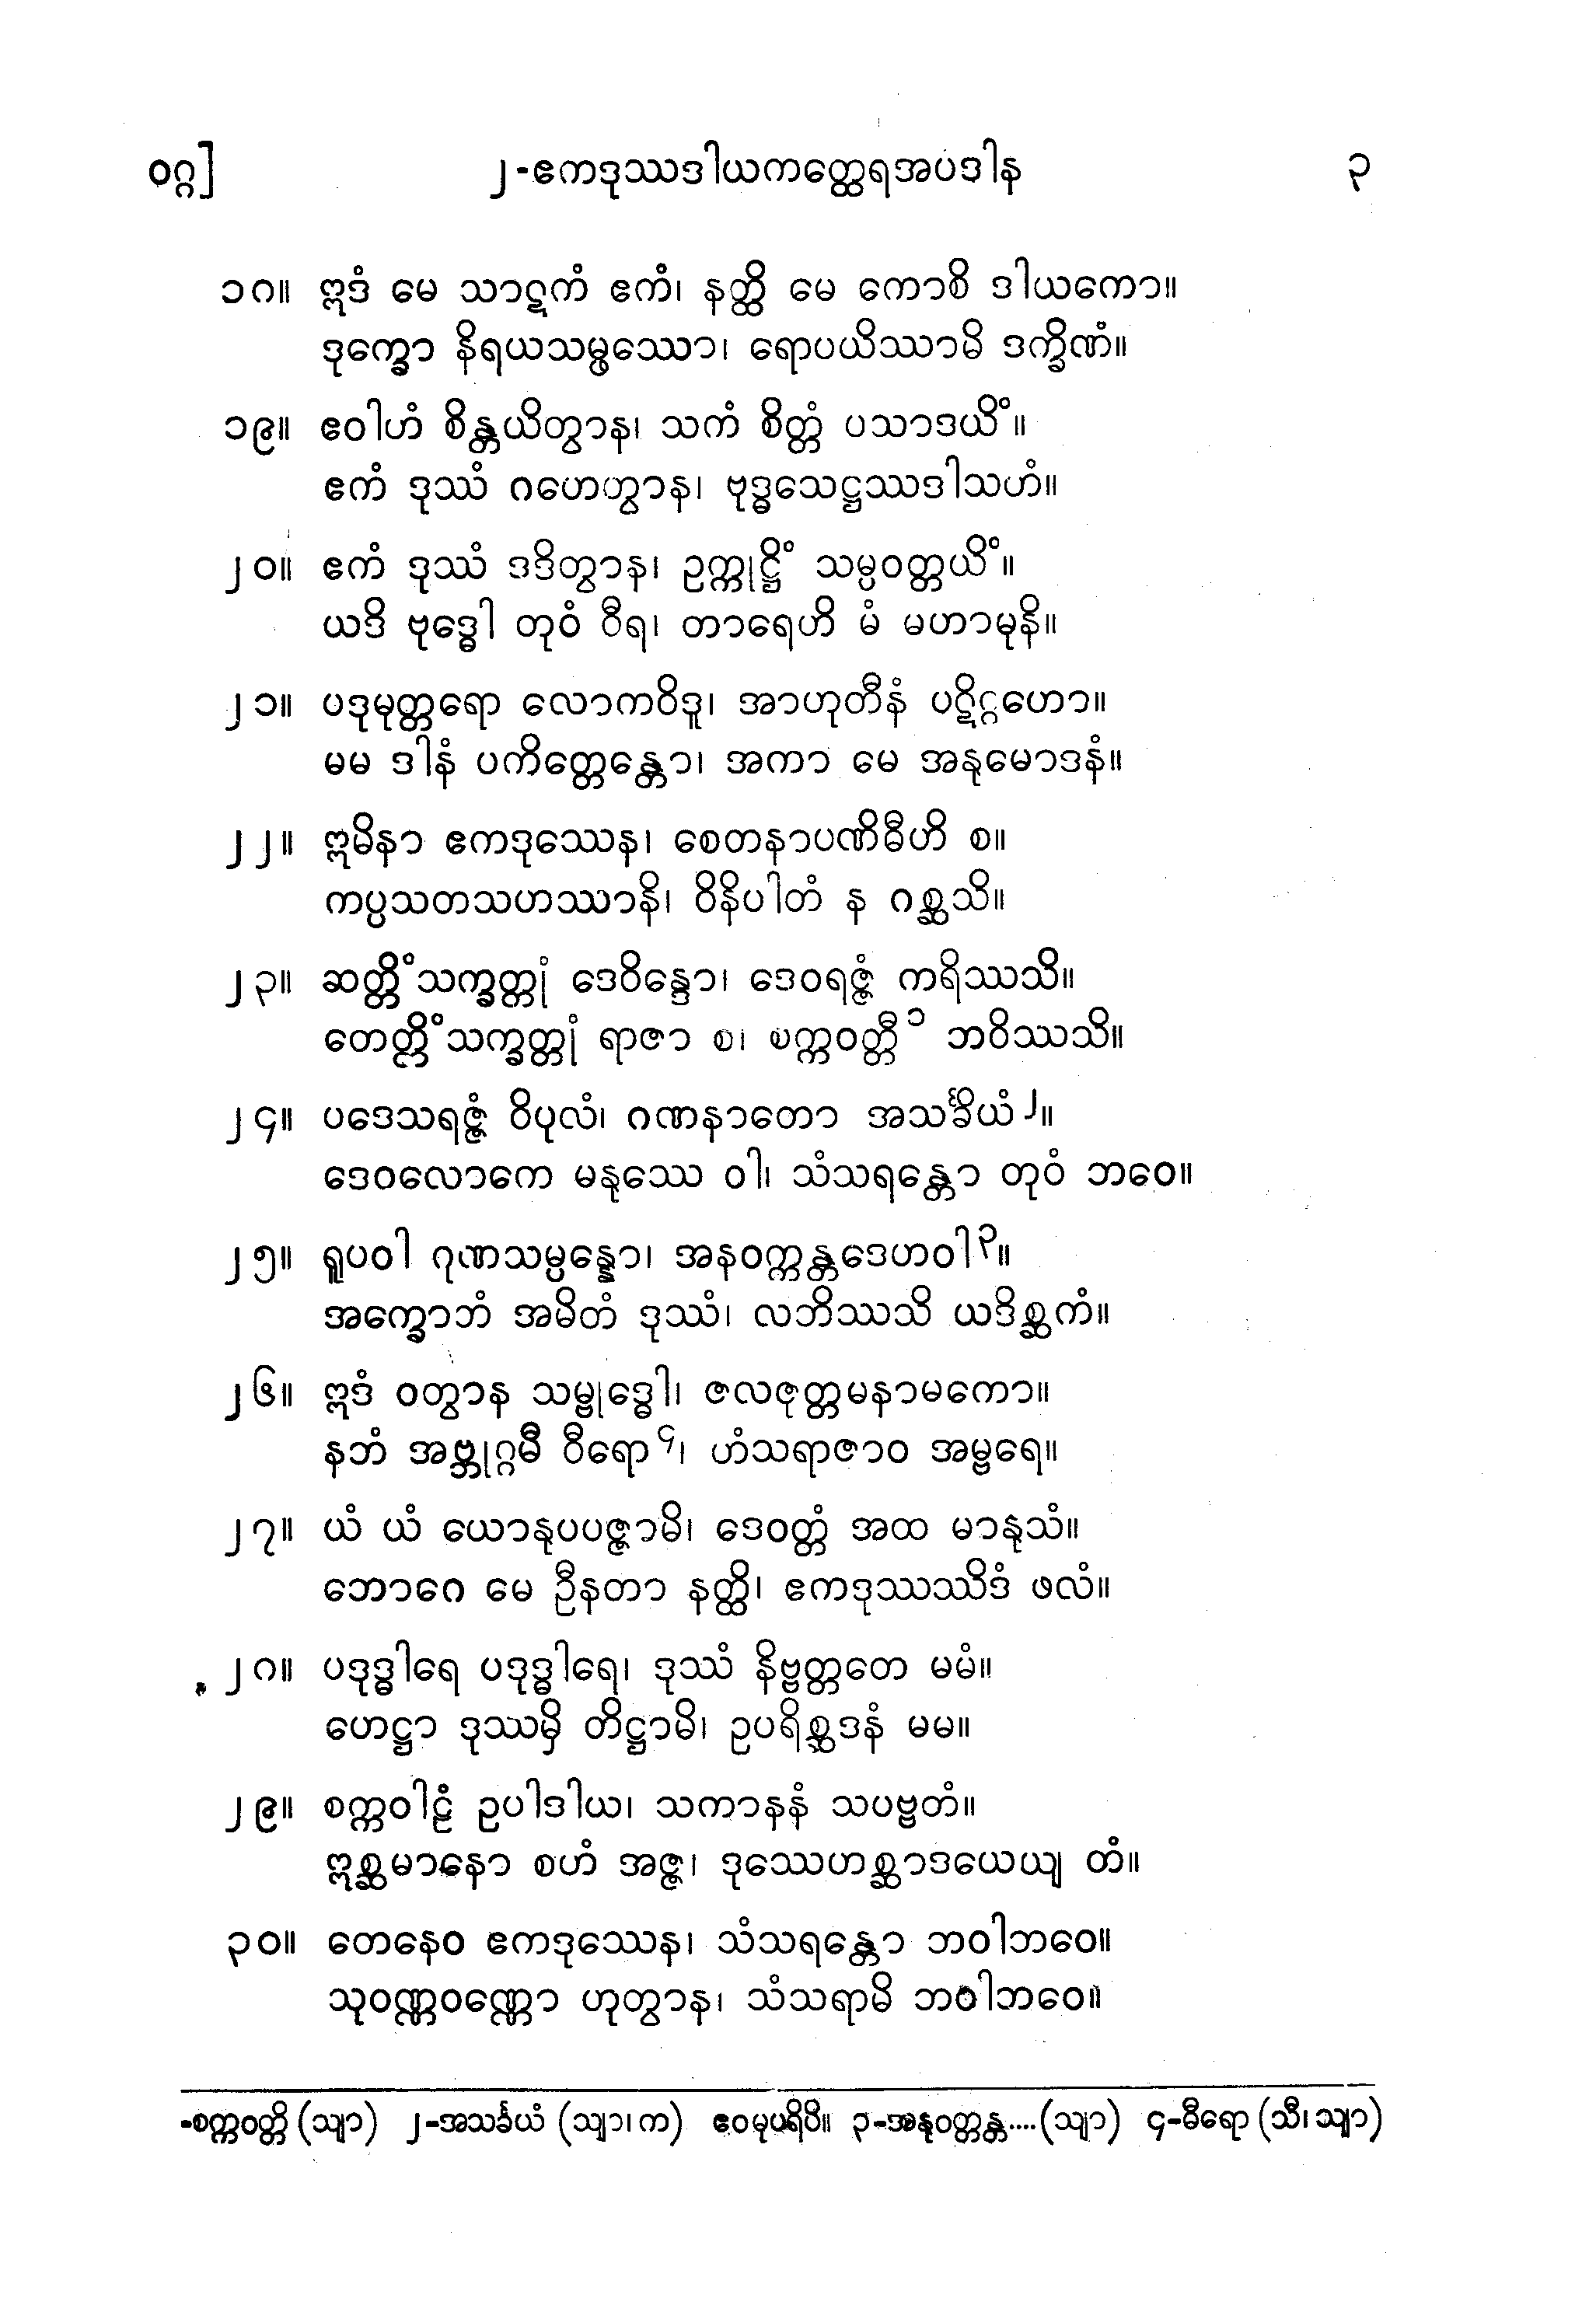 ဝဂ္ဂ] ၂-ဧကဒုဿဒါယကတ္ထေရအပဒါန ၃
၁၈။ ဣဒံ မေ သာဋကံ ဧကံ၊ နတ္ထိ မေ ကောစိ ဒါယကော။
ဒုက္ခော နိရယသမ္ဖဿော၊ ရောပယိဿာမိ ဒက္ခိဏံ။
၁၉။ ဧဝါဟံ စိန္တယိတွာန၊ သကံ စိတ္တံ ပသာဒယိံ။
ဧကံ ဒုဿံ ဂဟေတွာန၊ ဗုဒ္ဓသေဋ္ဌဿဒါသဟံ။
၂၀။ ဧကံ ဒုဿံ ဒဒိတွာန၊ ဥက္ကုဋ္ဌိံ သမ္ပဝတ္တယိံ။
ယဒိ ဗုဒ္ဓေါ တုဝံ ဝီရ၊ တာရေဟိ မံ မဟာမုနိ။
၂၁။ ပဒုမုတ္တရော လောကဝိဒူ၊ အာဟုတီနံ ပဋိဂ္ဂဟော။
မမ ဒါနံ ပကိတ္တေန္တော၊ အကာ မေ အနုမောဒနံ။
၂၂။ ဣမိနာ ဧကဒုဿေန၊ စေတနာပဏိဓီဟိ စ။
ကပ္ပသတသဟဿာနိ၊ ဝိနိပါတံ န ဂစ္ဆသိ။
၂၃။ ဆတ္တိံသက္ခတ္တုံ ဒေဝိန္ဒော၊ ဒေဝရဇ္ဇံ ကရိဿသိ။
တေတ္တိံသက္ခတ္တုံ ရာဇာ စ၊ စက္ကဝတ္တီ ၁ ဘဝိဿသိ။
၂၄။ ပဒေသရဇ္ဇံ ဝိပုလံ၊ ဂဏနာတော အသင်္ခိယံ ၂။
ဒေဝလောကေ မနုဿေ ဝါ၊ သံသရန္တော တုဝံ ဘဝေ။
၂၅။ ရူပဝါ ဂုဏသမ္ပန္နော၊ အနဝက္ကန္တဒေဟဝါ ၃။
အက္ခောဘံ အမိတံ ဒုဿံ၊ လဘိဿသိ ယဒိစ္ဆကံ။
၂၆။ ဣဒံ ဝတွာန သမ္ဗုဒ္ဓေါ၊ ဇလဇုတ္တမနာမကော။
နဘံ အဗ္ဘုဂ္ဂမီ ဝီရော ၄၊ ဟံသရာဇာဝ အမ္ဗရေ။
၂၇။ ယံ ယံ ယောနုပပဇ္ဇာမိ၊ ဒေဝတ္တံ အထ မာနုသံ။
ဘောဂေ မေ ဦနတာ နတ္ထိ၊ ဧကဒုဿဿိဒံ ဖလံ။
၂၈။ ပဒုဒ္ဓါရေ ပဒုဒ္ဓါရေ၊ ဒုဿံ နိဗ္ဗတ္တတေ မမံ။
ဟေဋ္ဌာ ဒုဿမှိ တိဋ္ဌာမိ၊ ဥပရိစ္ဆဒနံ မမ။
၂၉။ စက္ကဝါဠံ ဥပါဒါယ၊ သကာနနံ သပဗ္ဗတံ။
ဣစ္ဆမာနော စဟံ အဇ္ဇ၊ ဒုဿေဟစ္ဆာဒယေယျ တံ။
၃၀။ တေနေဝ ဧကဒုဿေန၊ သံသရန္တော ဘဝါဘဝေ။
သုဝဏ္ဏဝဏ္ဏော ဟုတွာန၊ သံသရာမိ ဘဝါဘဝေ။
-စက္ကဝတ္တိ (သျာ) ၂-အသင်္ခယံ (သျာ၊ က) ဧဝမုပရိပိ။ ၃-အနုဝတ္တန္တ....(သျာ) ၄-ဓီရော (သီ၊ သျာ)